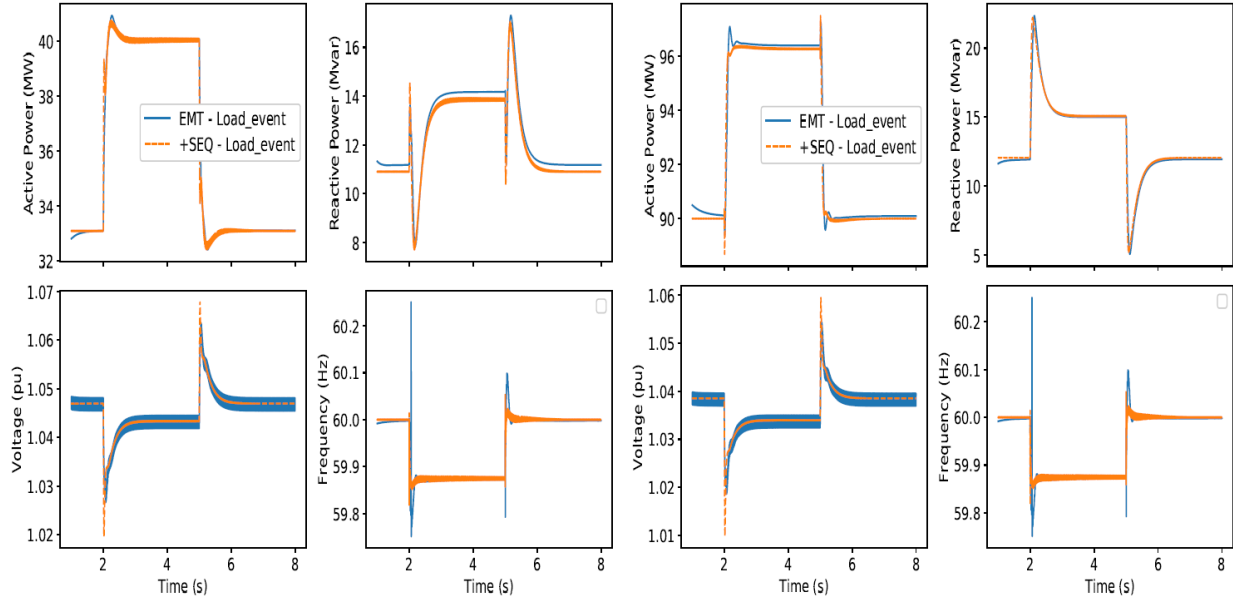 Active Power (MW)
40
38
36
34
32
EMT - Load_event
+SEQ - Load_event
Reactive Power (Mvar)
16
14
12
10
8
Active Power (MW)
96
94
92
90
EMT - Load_event
+SEQ - Load_event
Reactive Power (Mvar)
20
15
10
5
Voltage (pu)
1.07
1.06
1.05
1.04
1.03
1.02
2 4 6 8
Time (s)
Frequency (Hz)
60.2
60.1
60.0
59.9
59.8
2 4 6 8
Time (s)
Voltage (pu)
1.06
1.05
1.04
1.03
1.02
1.01
2 4 6 8
Time (s)
Frequency (Hz)
60.2
60.1
60.0
59.9
59.8
2 4 6 8
Time (s)